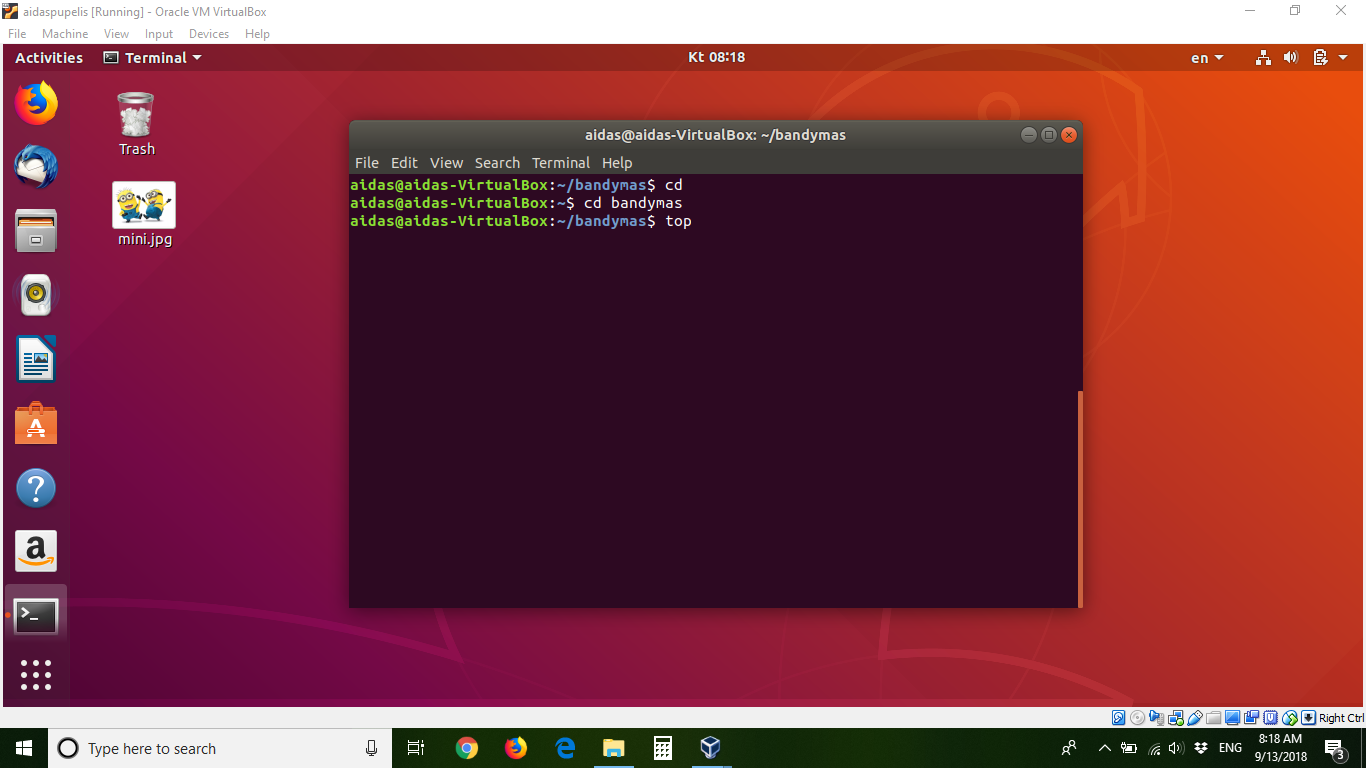 aidaspupelis [Running] - Oracle VM VirtualBox
File Machine View Input Devices Help
Activities Terminal Kt 08:18 en
Trash
mini.jpg
aidas@aidas-VirtualBox: ~/bandymas
File Edit View Search Terminal Help
aidas@aidas-VirtualBox:~/bandymas$ cd
aidas@aidas-VirtualBox:~$ cd bandymas
aidas@aidas-VirtualBox:~/bandymas$ top
Right Ctrl
Type here to search
ENG
8:18 AM
9/13/2018
3